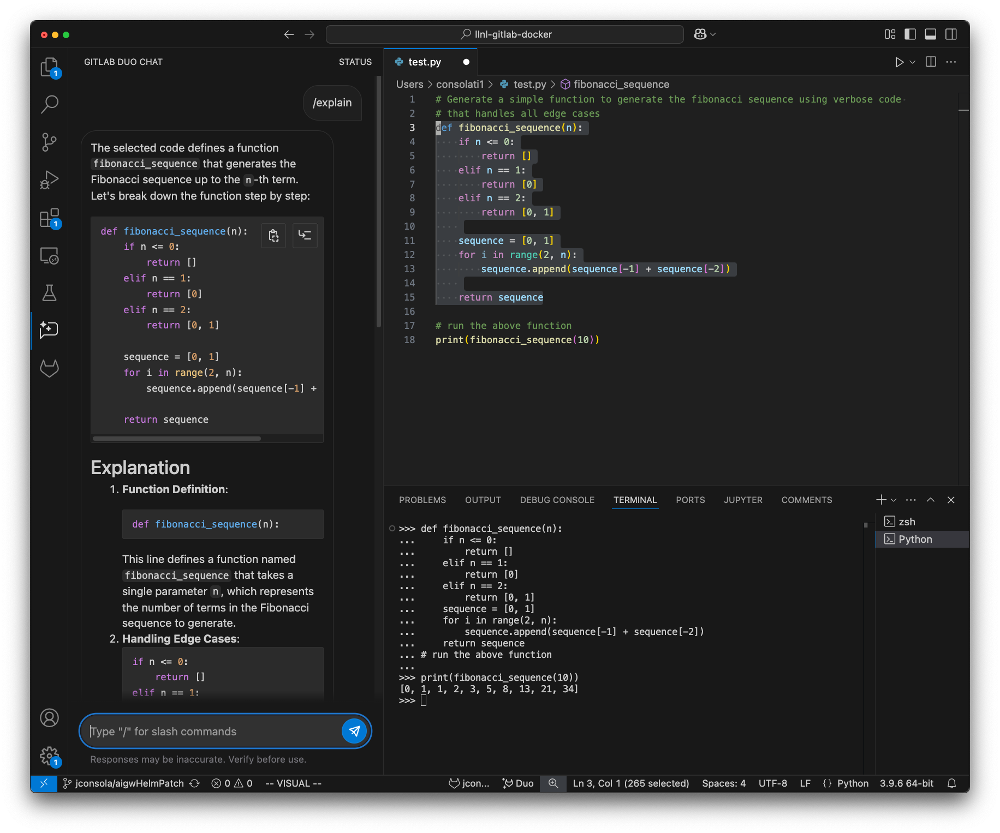 llnl-gitlab-docker
GITLAB DUO CHAT
STATUS
/explain
The selected code defines a function
fibonacci_sequence that generates the
Fibonacci sequence up to the n-th term.
Let's break down the function step by step:
def fibonacci_sequence(n):
    if n <= 0:
        return []
    elif n == 1:
        return [0]
    elif n == 2:
        return [0, 1]
    sequence = [0, 1]
    for i in range(2, n):
        sequence.append(sequence[-1] +
    return sequence
Explanation
1. Function Definition:
def fibonacci_sequence(n):
This line defines a function named
fibonacci_sequence that takes a
single parameter n, which represents
the number of terms in the Fibonacci
sequence to generate.
2. Handling Edge Cases:
if n <= 0:
    return []
elif n == 1:
Type "/" for slash commands
Responses may be inaccurate. Verify before use.
1
1
1
test.py
Users > consolati1 > test.py > fibonacci_sequence
1 # Generate a simple function to generate the fibonacci sequence using verbose code
2 # that handles all edge cases
3 def fibonacci_sequence(n):
4     if n <= 0:
5         return []
6     elif n == 1:
7         return [0]
8     elif n == 2:
9         return [0, 1]
10
11     sequence = [0, 1]
12     for i in range(2, n):
13         sequence.append(sequence[-1] + sequence[-2])
14
15     return sequence
16
17 # run the above function
18 print(fibonacci_sequence(10))
PROBLEMS OUTPUT DEBUG CONSOLE TERMINAL PORTS JUPYTER COMMENTS
>>> def fibonacci_sequence(n):
...     if n <= 0:
...         return []
...     elif n == 1:
...         return [0]
...     elif n == 2:
...         return [0, 1]
...     sequence = [0, 1]
...     for i in range(2, n):
...         sequence.append(sequence[-1] + sequence[-2])
...     return sequence
... # run the above function
...
>>> print(fibonacci_sequence(10))
[0, 1, 1, 2, 3, 5, 8, 13, 21, 34]
>>>
zsh
Python
jconsola/aigwHelmPatch 0 0 -- VISUAL -- jcon... Duo Ln 3, Col 1 (265 selected) Spaces: 4 UTF-8 LF {} Python 3.9.6 64-bit